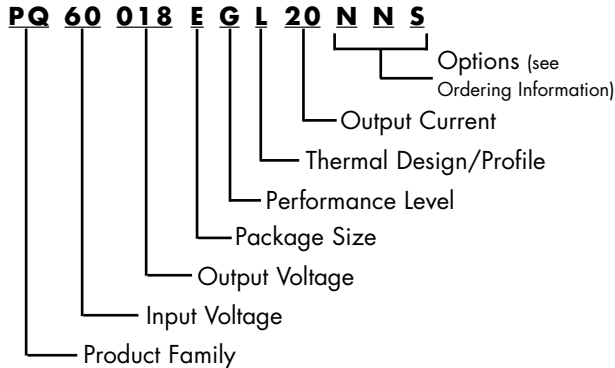 PQ 60 018 E G L 20 N N S
Options (see
Ordering Information)
Output Current
Thermal Design/Profile
Performance Level
Package Size
Output Voltage
Input Voltage
Product Family